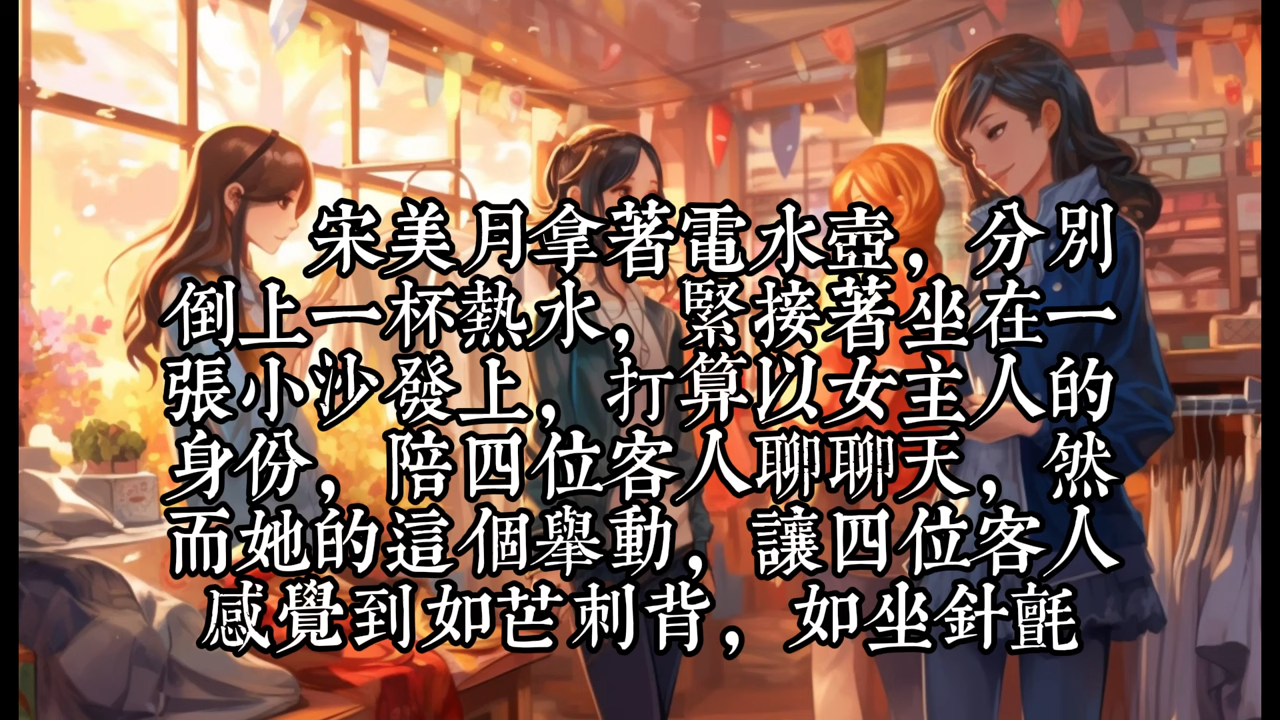 宋美月拿著電水壺，分別
倒上一杯熱水，緊接著坐在一
張小沙發上，打算以女主人的
身份，陪四位客人聊聊天，然
而她的這個舉動，讓四位客人
感覺到如芒刺背，如坐針氈